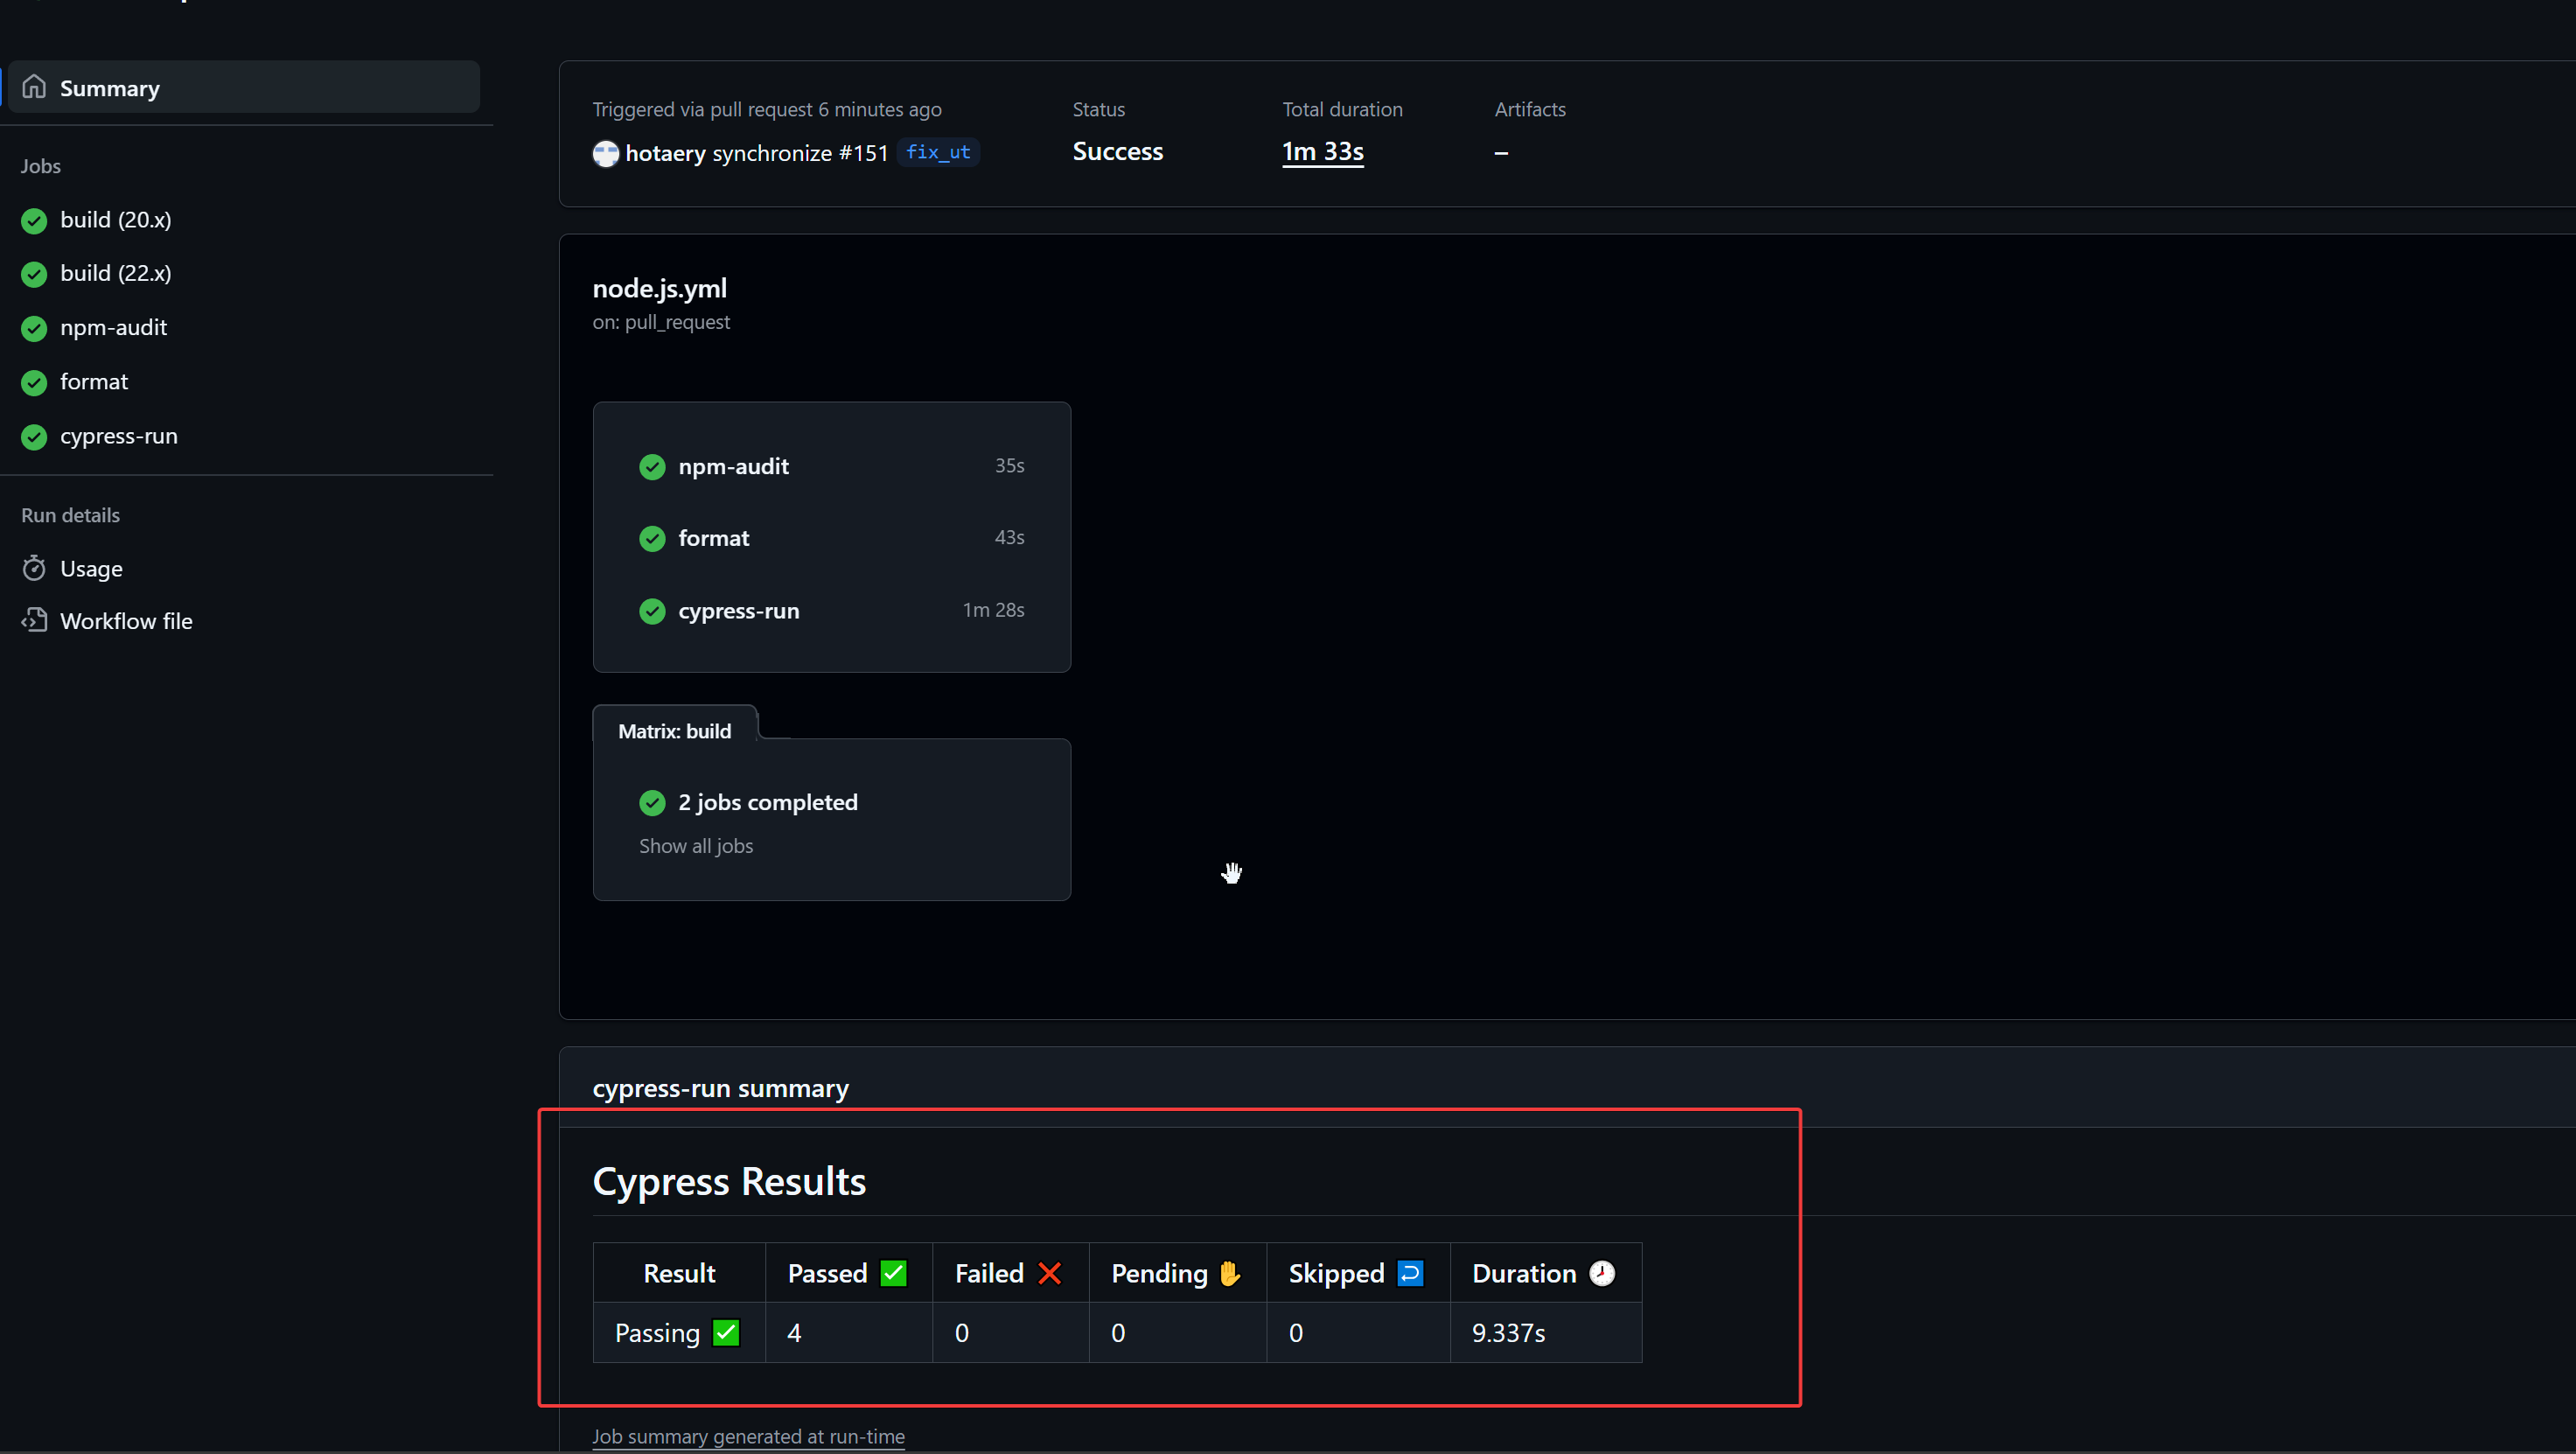 Summary
Jobs
build (20.x)
build (22.x)
npm-audit
format
cypress-run
Run details
Usage
Workflow file
Triggered via pull request 6 minutes ago
hotaery synchronize #151 fix_ut
Status
Success
Total duration
1m 33s
Artifacts
–
node.js.yml
on: pull_request
npm-audit 35s
format 43s
cypress-run 1m 28s
Matrix: build
2 jobs completed
Show all jobs
cypress-run summary
Cypress Results
Result Passed ✅ Failed ❌ Pending ✋ Skipped ↩️ Duration 🕗
Passing ✅ 4 0 0 0 9.337s
Job summary generated at run-time